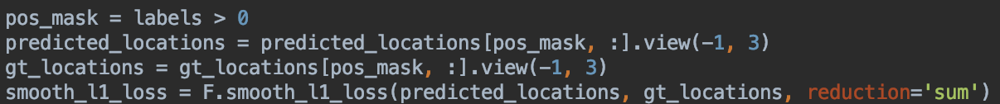 pos_mask = labels > 0
predicted_locations = predicted_locations[pos_mask, :].view(-1, 3)
gt_locations = gt_locations[pos_mask, :].view(-1, 3)
smooth_l1_loss = F.smooth_l1_loss(predicted_locations, gt_locations, reduction='sum')